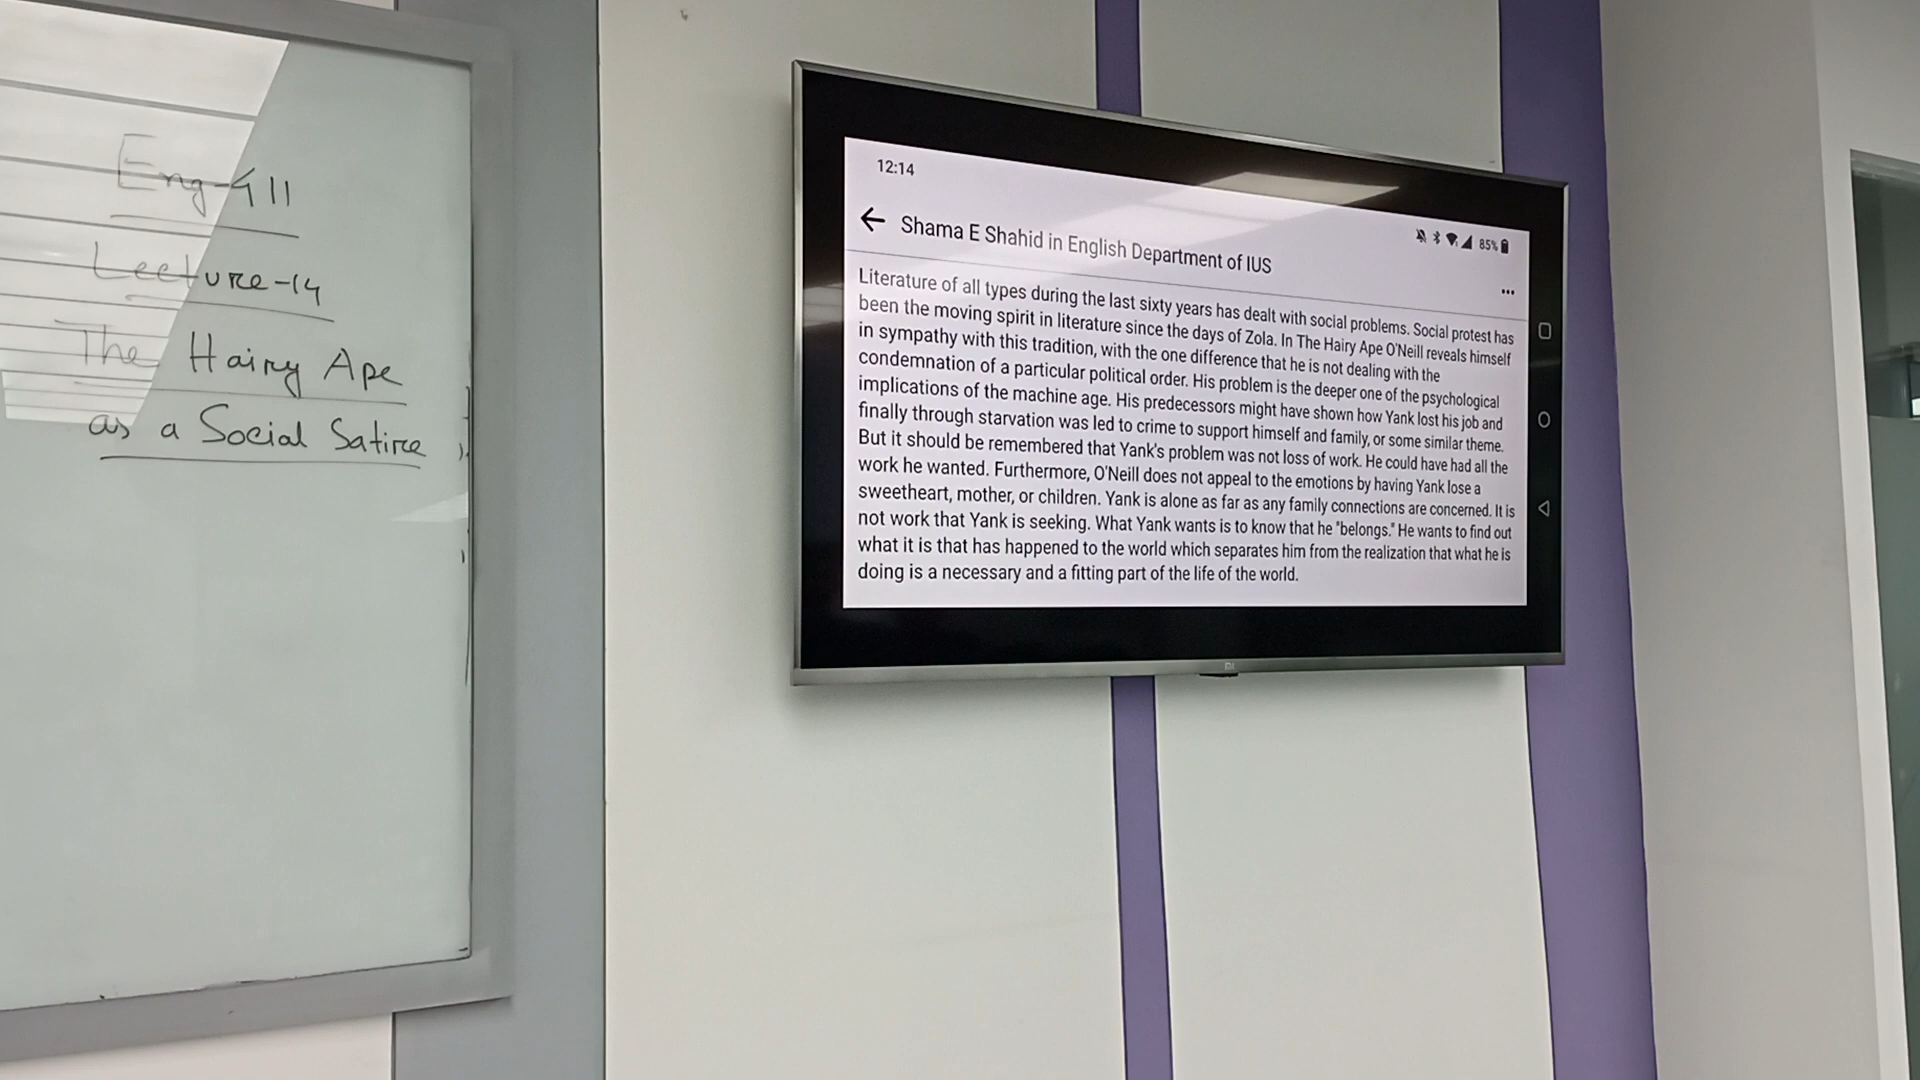 Eng-411
Lecture-14
The Hairy Ape
as a Social Satire
12:14
85%
Shama E Shahid in English Department of IUS
Literature of all types during the last sixty years has dealt with social problems. Social protest has
been the moving spirit in literature since the days of Zola. In The Hairy Ape O'Neill reveals himself
in sympathy with this tradition, with the one difference that he is not dealing with the
condemnation of a particular political order. His problem is the deeper one of the psychological
implications of the machine age. His predecessors might have shown how Yank lost his job and
finally through starvation was led to crime to support himself and family, or some similar theme.
But it should be remembered that Yank's problem was not loss of work. He could have had all the
work he wanted. Furthermore, O'Neill does not appeal to the emotions by having Yank lose a
sweetheart, mother, or children. Yank is alone as far as any family connections are concerned. It is
not work that Yank is seeking. What Yank wants is to know that he "belongs." He wants to find out
what it is that has happened to the world which separates him from the realization that what he is
doing is a necessary and a fitting part of the life of the world.
mi